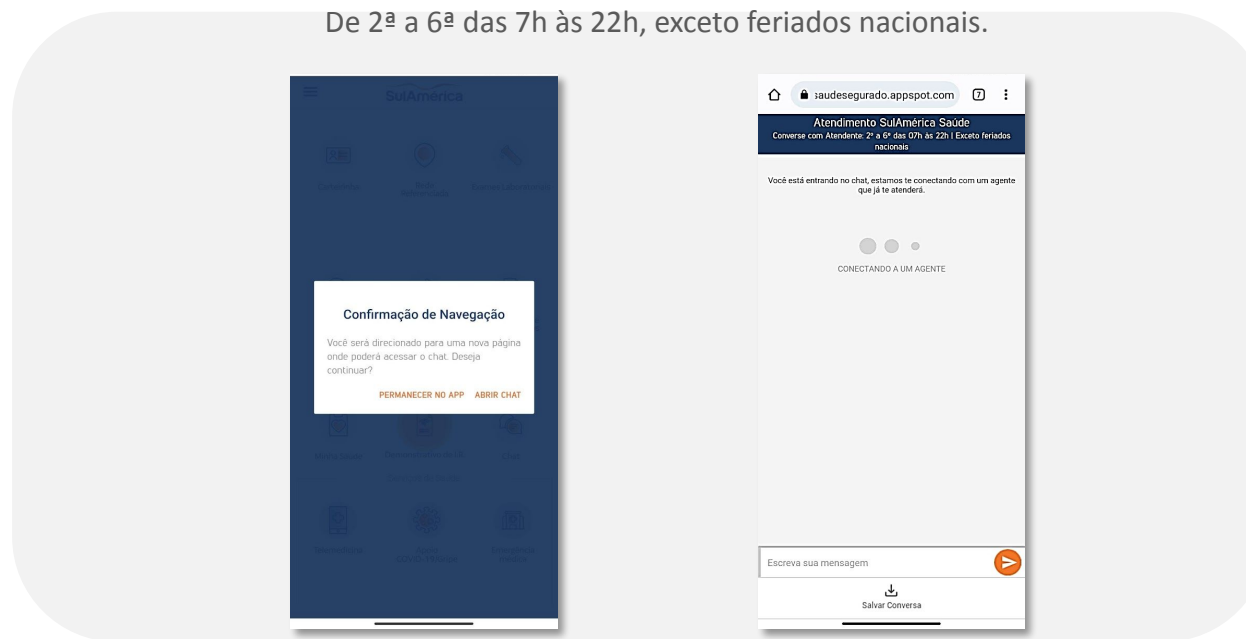 De 2ª a 6ª das 7h às 22h, exceto feriados nacionais.
SulAmérica
Confirmação de Navegação
Você será direcionado para uma nova página
onde poderá acessar o chat. Deseja
continuar?
PERMANECER NO APP ABRIR CHAT
Chat
saudesegurado.appspot.com
7
Atendimento SulAmérica Saúde
Converse com Atendente: 2ª a 6ª das 07h às 22h | Exceto feriados
nacionais
Você está entrando no chat, estamos te conectando com um agente
que já te atenderá.
CONECTANDO A UM AGENTE
Escreva sua mensagem
Salvar Conversa